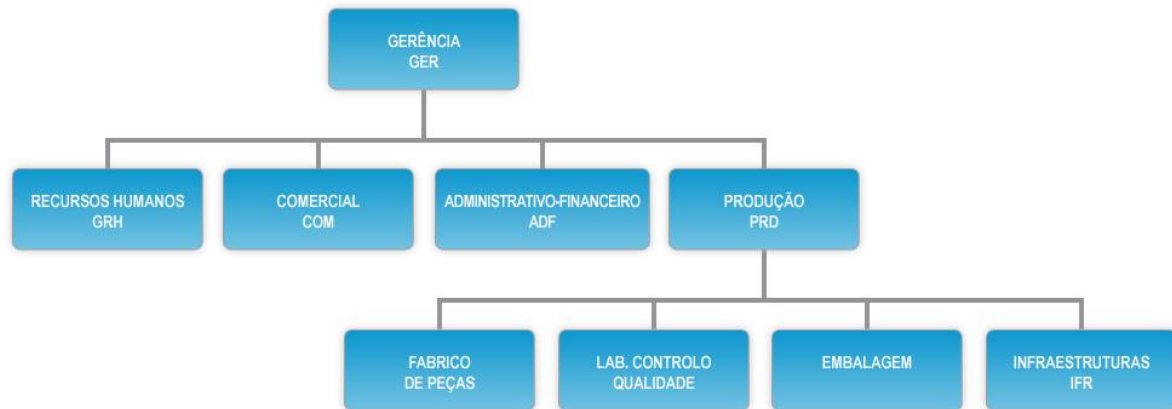 GERÊNCIA
GER
RECURSOS HUMANOS
GRH
COMERCIAL
COM
ADMINISTRATIVO-FINANCEIRO
ADF
PRODUÇÃO
PRD
FABRICO
DE PEÇAS
LAB. CONTROLO
QUALIDADE
EMBALAGEM
INFRAESTRUTURAS
IFR